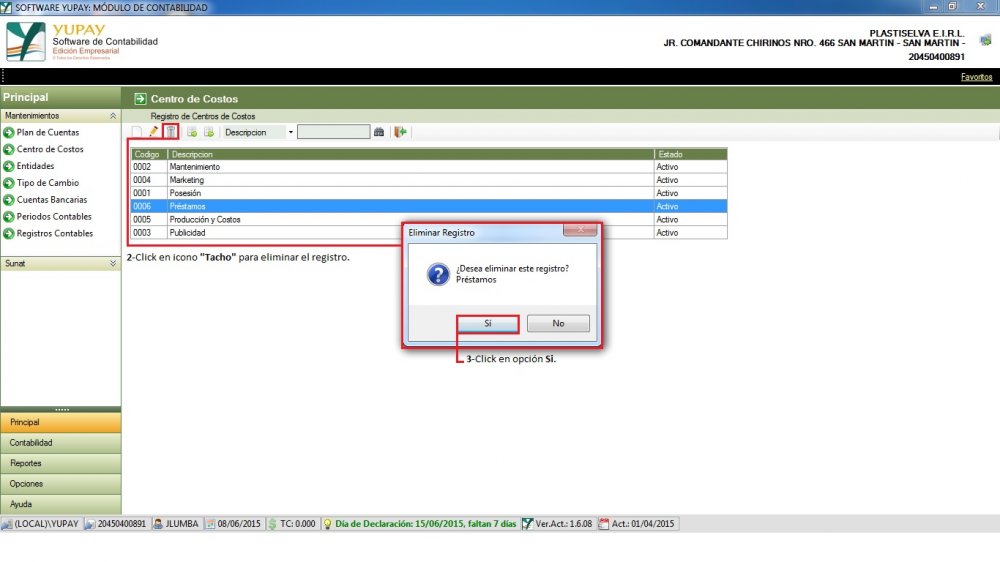 SOFTWARE YUPAY: MÓDULO DE CONTABILIDAD
YUPAY
Software de Contabilidad
Edición Empresarial
© Todos los Derechos Reservados
PLASTISELVA E.I.R.L.
JR. COMANDANTE CHIRINOS NRO. 466 SAN MARTIN - SAN MARTIN -
20450400891
Favoritos
Principal
Centro de Costos
Mantenimientos
Registro de Centros de Costos
Descripcion
Plan de Cuentas
Centro de Costos
Entidades
Tipo de Cambio
Cuentas Bancarias
Periodos Contables
Registros Contables
Sunat
Codigo Descripcion Estado
0002 Mantenimiento Activo
0004 Marketing Activo
0001 Posesión Activo
0006 Préstamos Activo
0005 Producción y Costos Activo
0003 Publicidad Activo
2-Click en icono "Tacho" para eliminar el registro.
Eliminar Registro
¿Desea eliminar este registro?
Préstamos
Sí No
3-Click en opción Si.
Principal
Contabilidad
Reportes
Opciones
Ayuda
(LOCAL)\YUPAY 20450400891 JLUMBA 08/06/2015 TC: 0.000 Día de Declaración: 15/06/2015, faltan 7 días Ver.Act.: 1.6.08 Act.: 01/04/2015